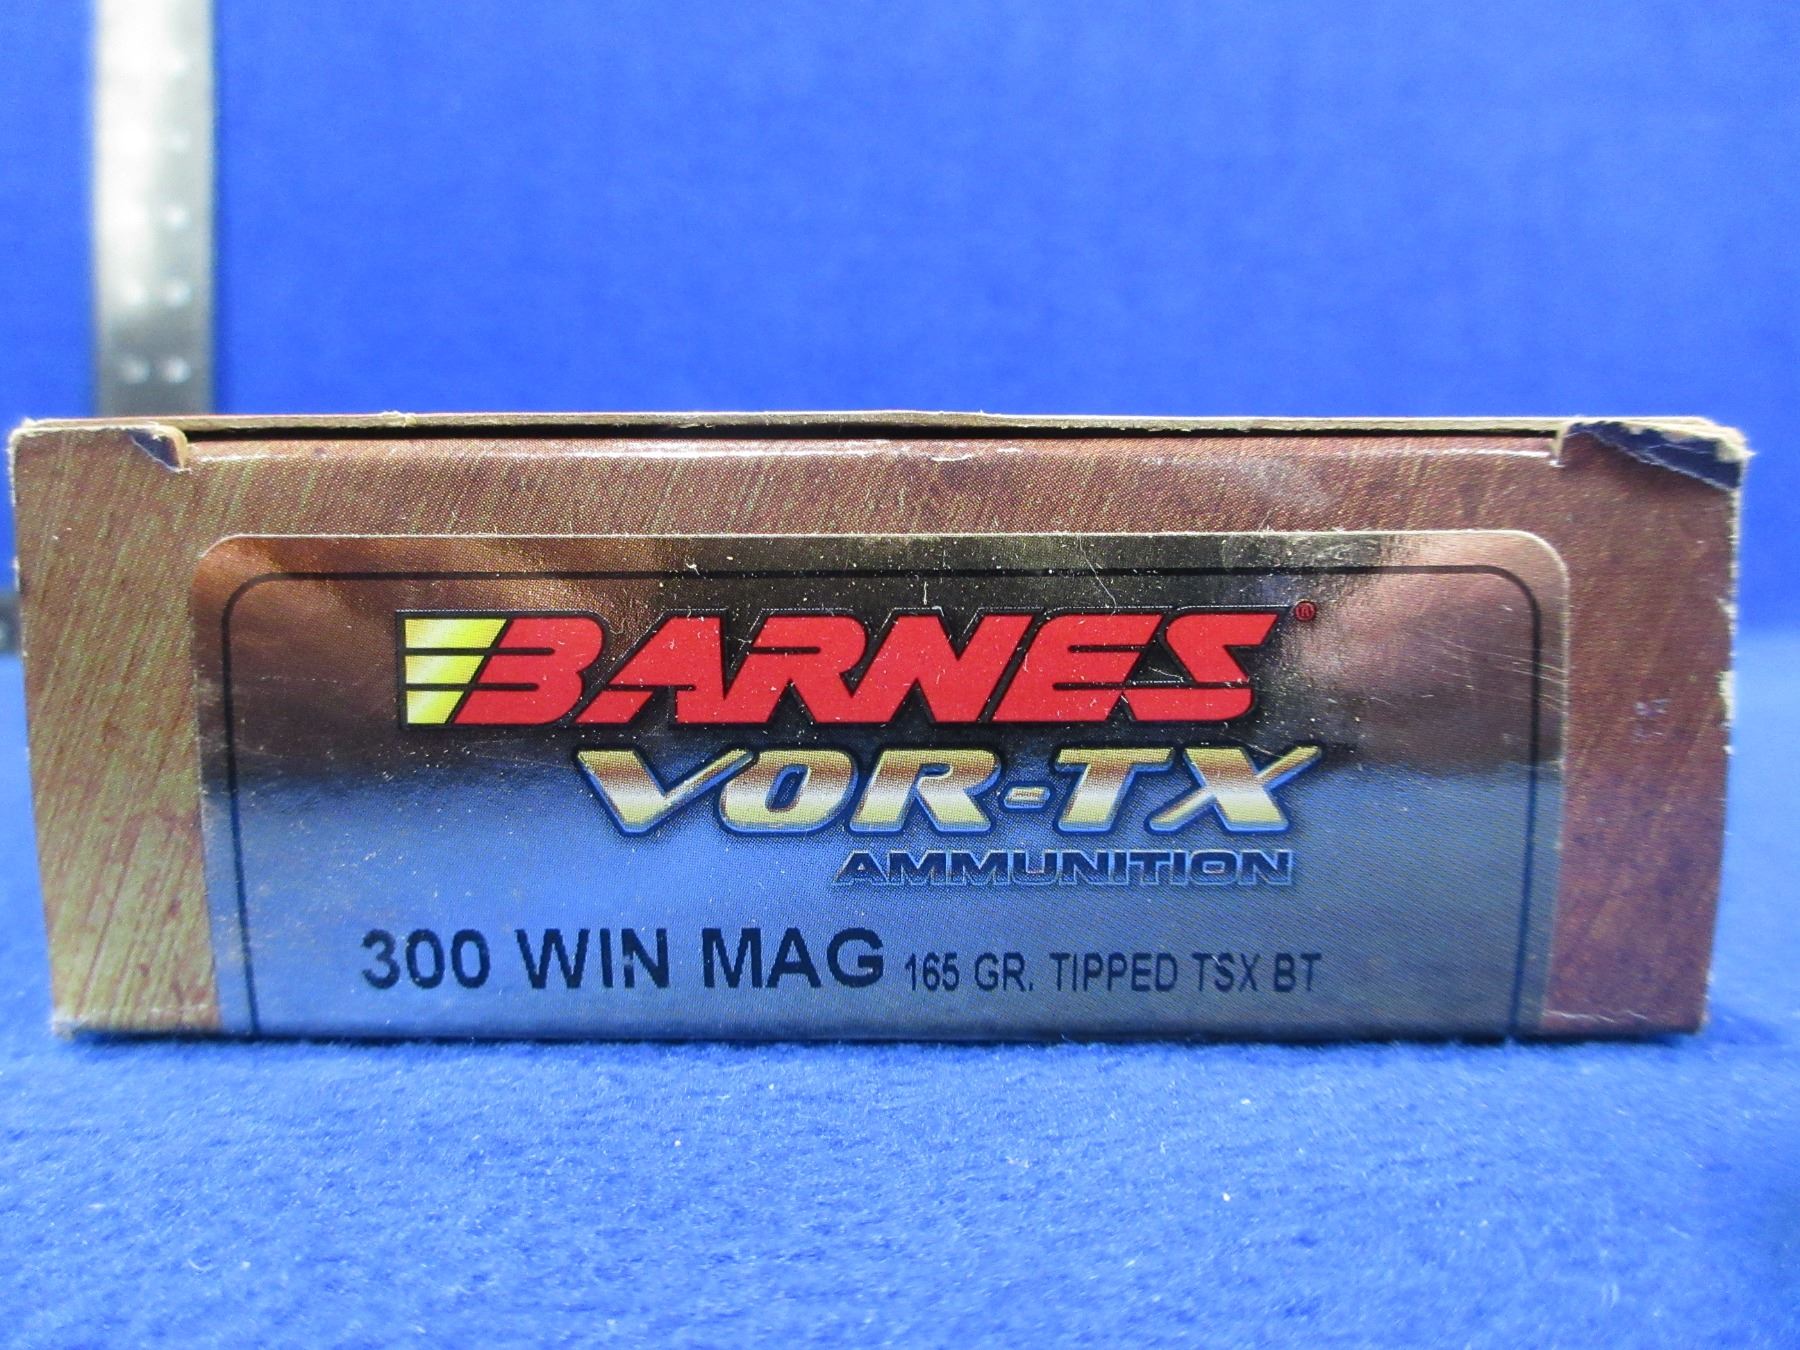 BARNES®
VOR-TX
AMMUNITION
300 WIN MAG 165 GR. TIPPED TSX BT